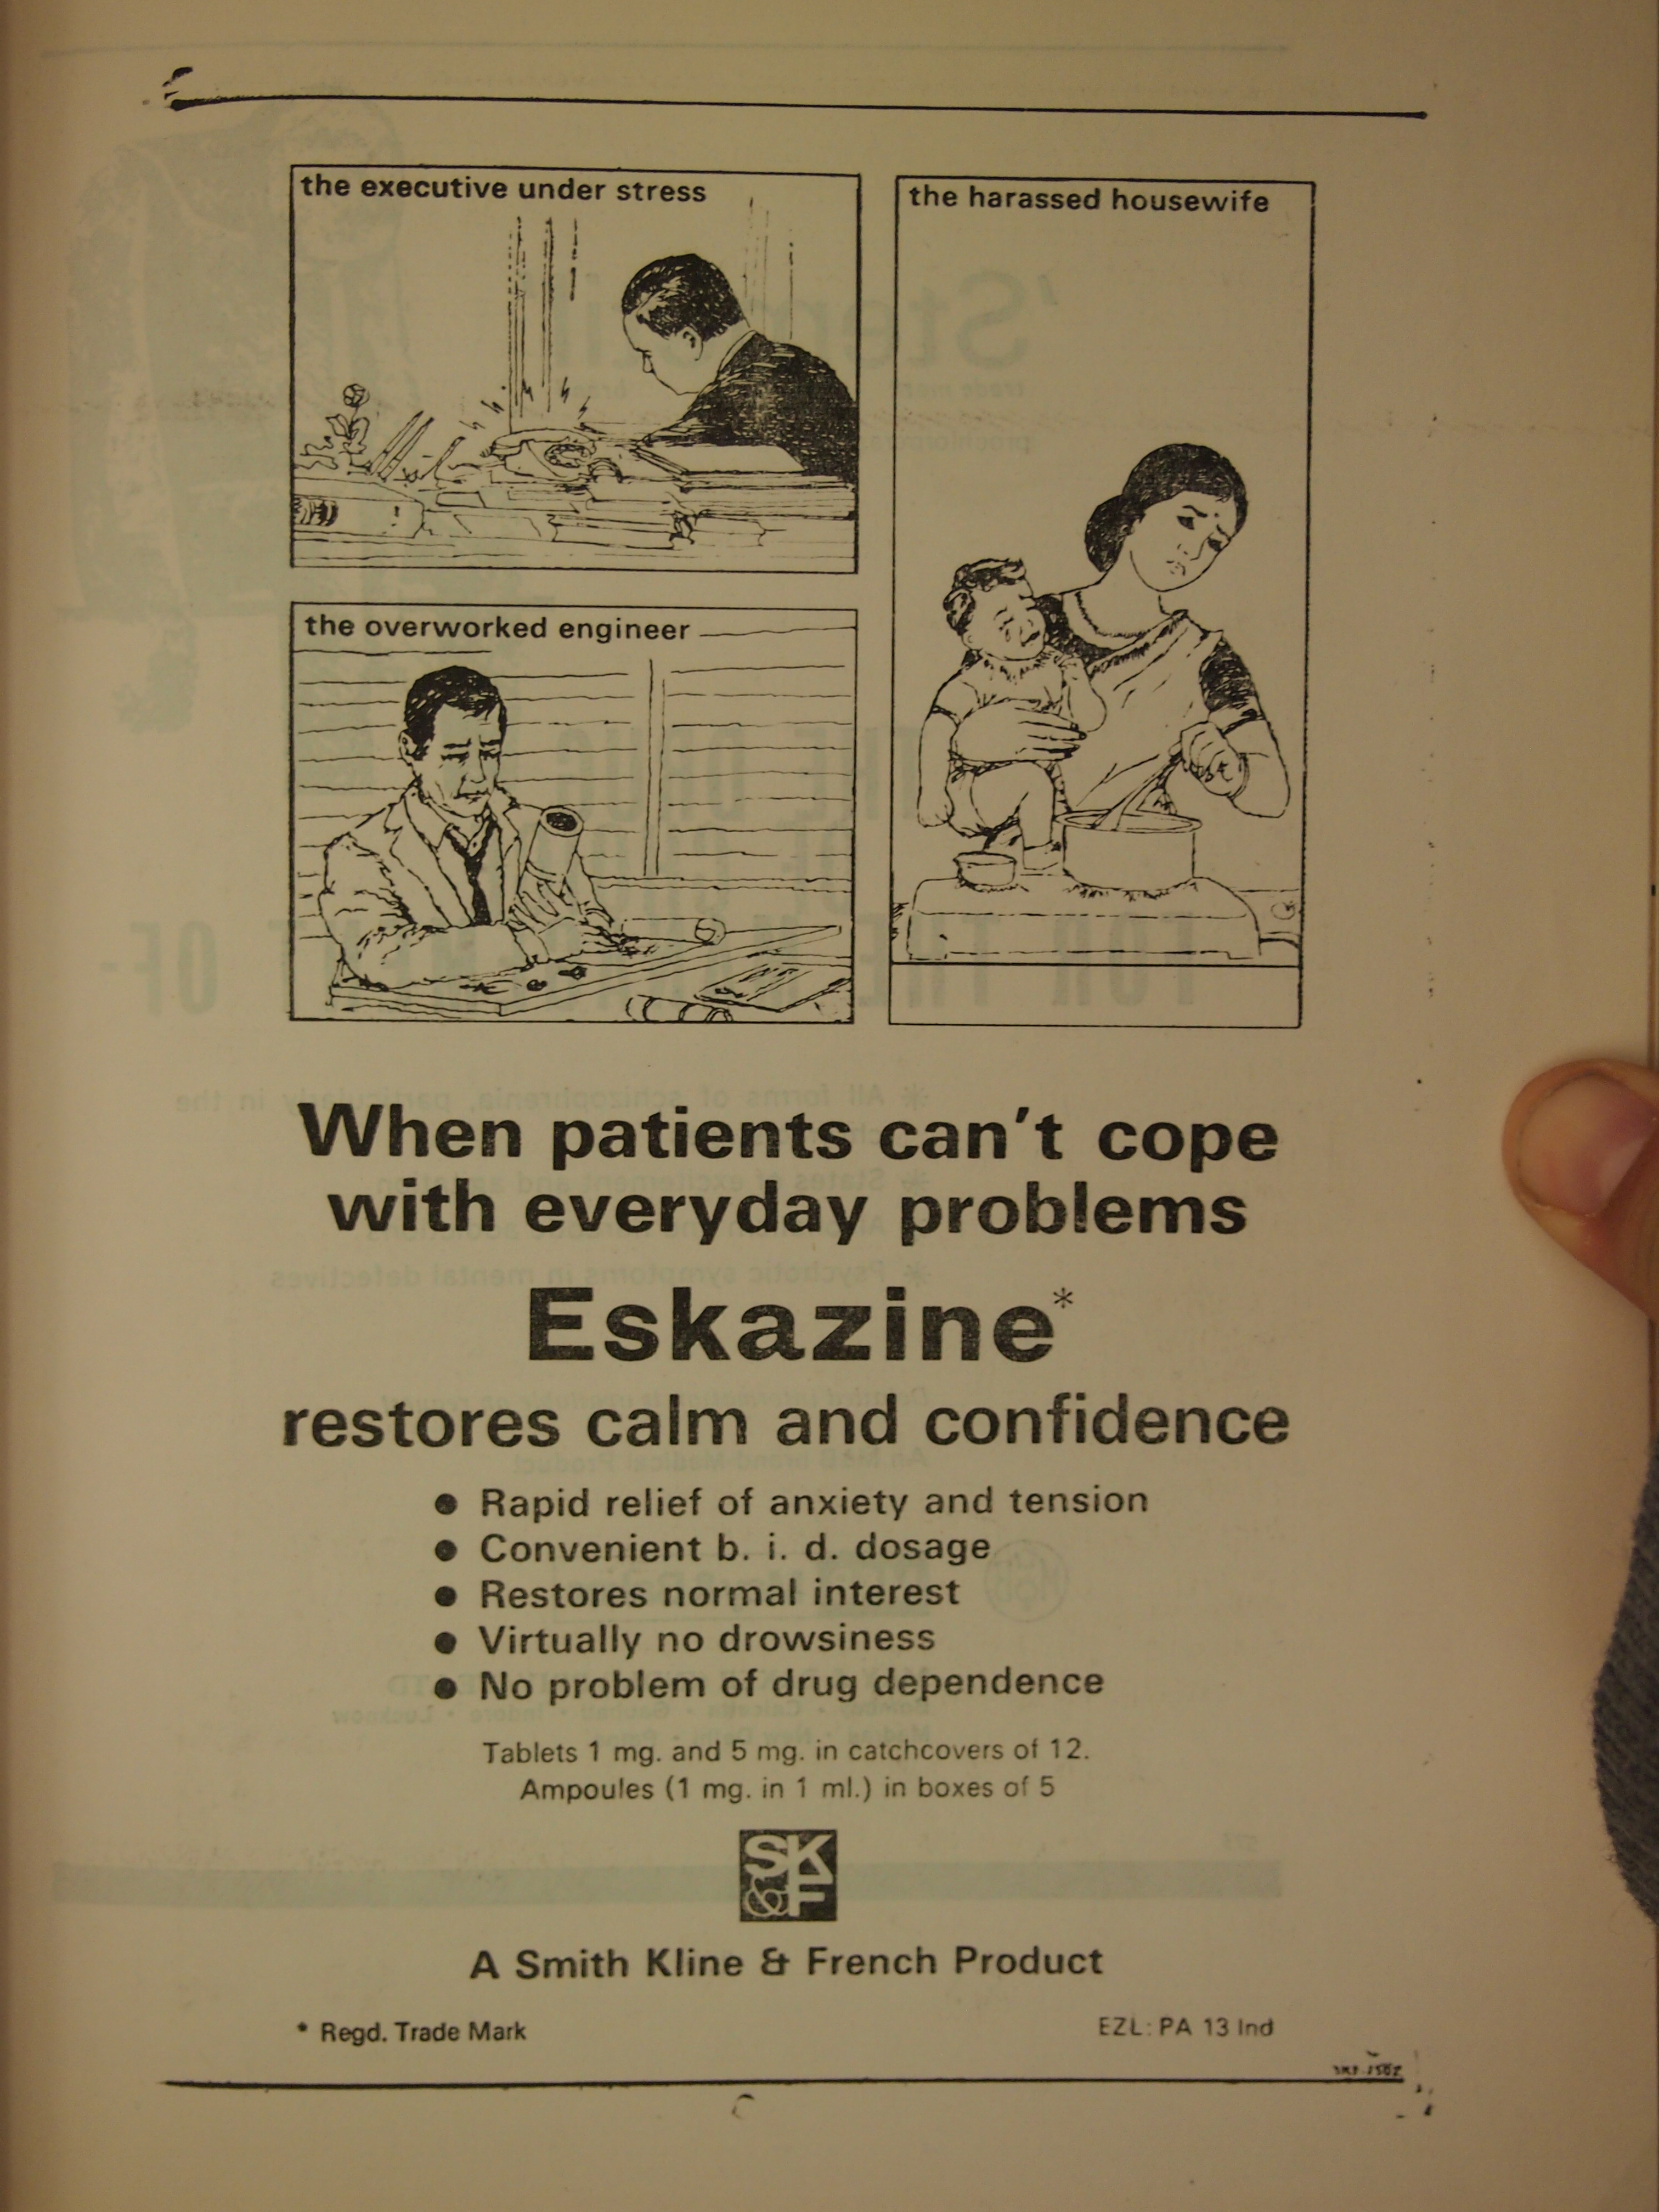 the executive under stress
the harassed housewife
the overworked engineer
When patients can't cope
with everyday problems
Eskazine*
restores calm and confidence
● Rapid relief of anxiety and tension
● Convenient b. i. d. dosage
● Restores normal interest
● Virtually no drowsiness
● No problem of drug dependence
Tablets 1 mg. and 5 mg. in catchcovers of 12.
Ampoules (1 mg. in 1 ml.) in boxes of 5
SK
&F
A Smith Kline & French Product
* Regd. Trade Mark
EZL: PA 13 Ind